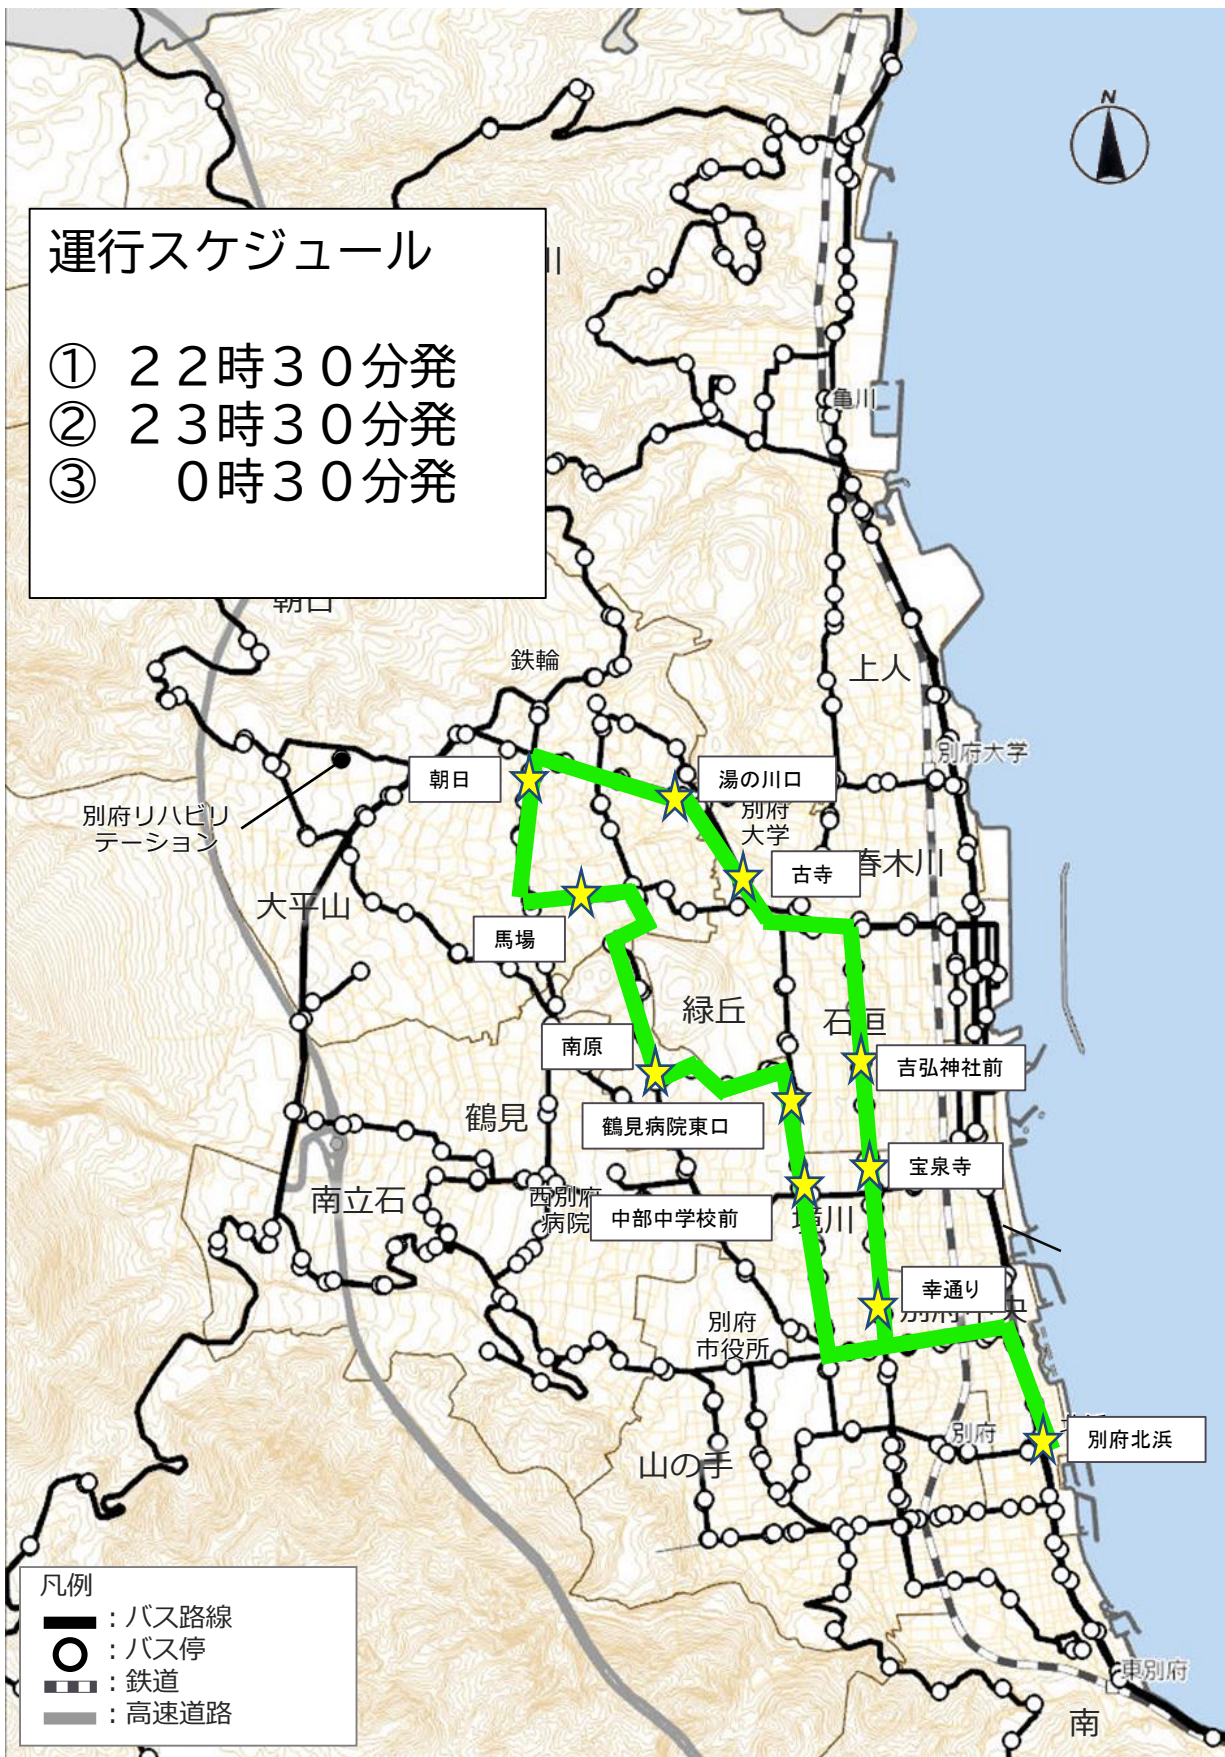 N
運行スケジュール
① 22時30分発
② 23時30分発
③ 0時30分発
川
亀川
朝日
鉄輪
上人
別府大学
朝日
湯の川口
別府リハビリ
テーション
別府
大学
春木川
古寺
大平山
馬場
緑丘
石垣
南原
吉弘神社前
鶴見
鶴見病院東口
宝泉寺
南立石
西別府
病院
中部中学校前
境川
幸通り
別府中央
別府
市役所
別府
別府北浜
山の手
凡例
：バス路線
：バス停
：鉄道
：高速道路
東別府
南